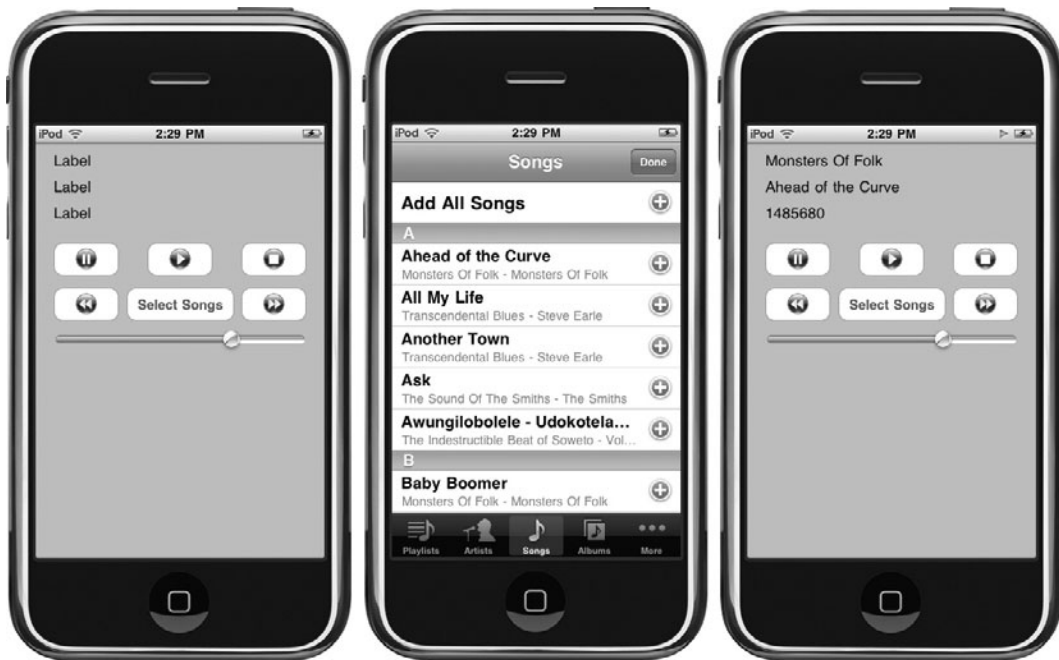 iPod 2:29 PM
Label
Label
Label
Select Songs
iPod 2:29 PM
Songs Done
Add All Songs
A
Ahead of the Curve
Monsters Of Folk - Monsters Of Folk
All My Life
Transcendental Blues - Steve Earle
Another Town
Transcendental Blues - Steve Earle
Ask
The Sound Of The Smiths - The Smiths
Awungilobolele - Udokotela...
The Indestructible Beat of Soweto - Vol...
B
Baby Boomer
Monsters Of Folk - Monsters Of Folk
Playlists Artists Songs Albums More
iPod 2:29 PM
Monsters Of Folk
Ahead of the Curve
1485680
Select Songs